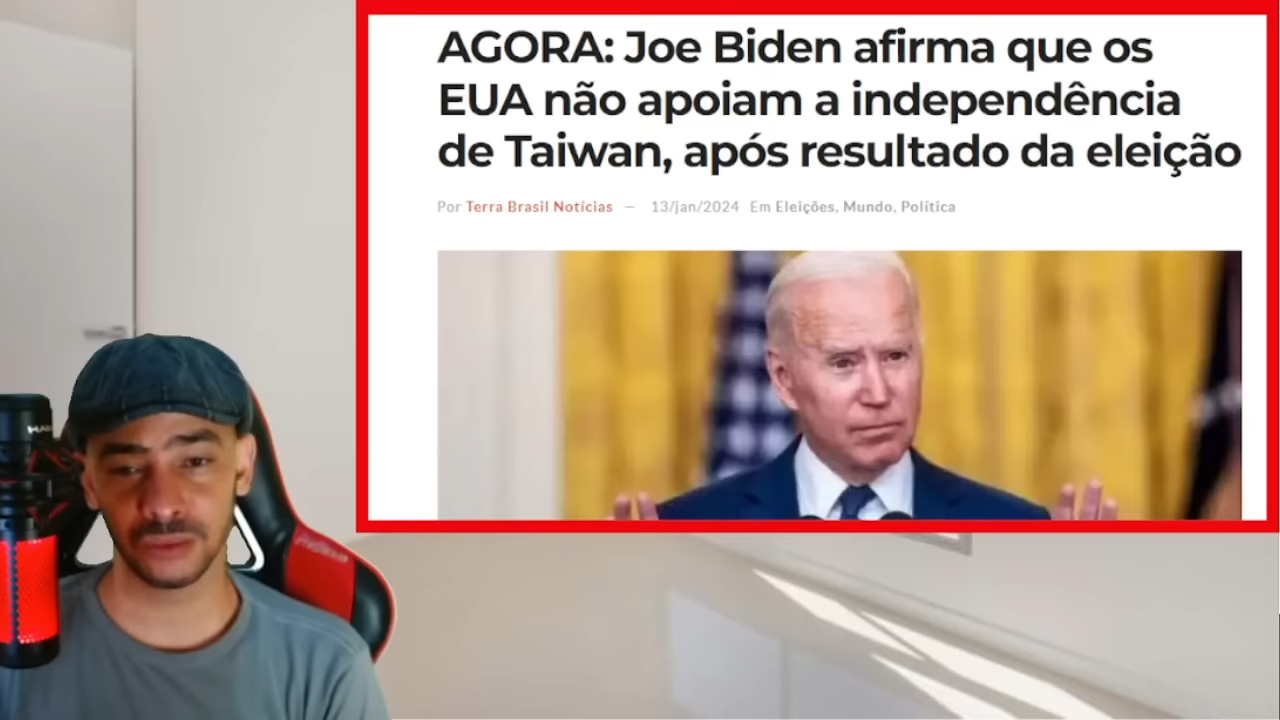 AGORA: Joe Biden afirma que os
EUA não apoiam a independência
de Taiwan, após resultado da eleição
Por Terra Brasil Notícias — 13/jan/2024 Em Eleições, Mundo, Política